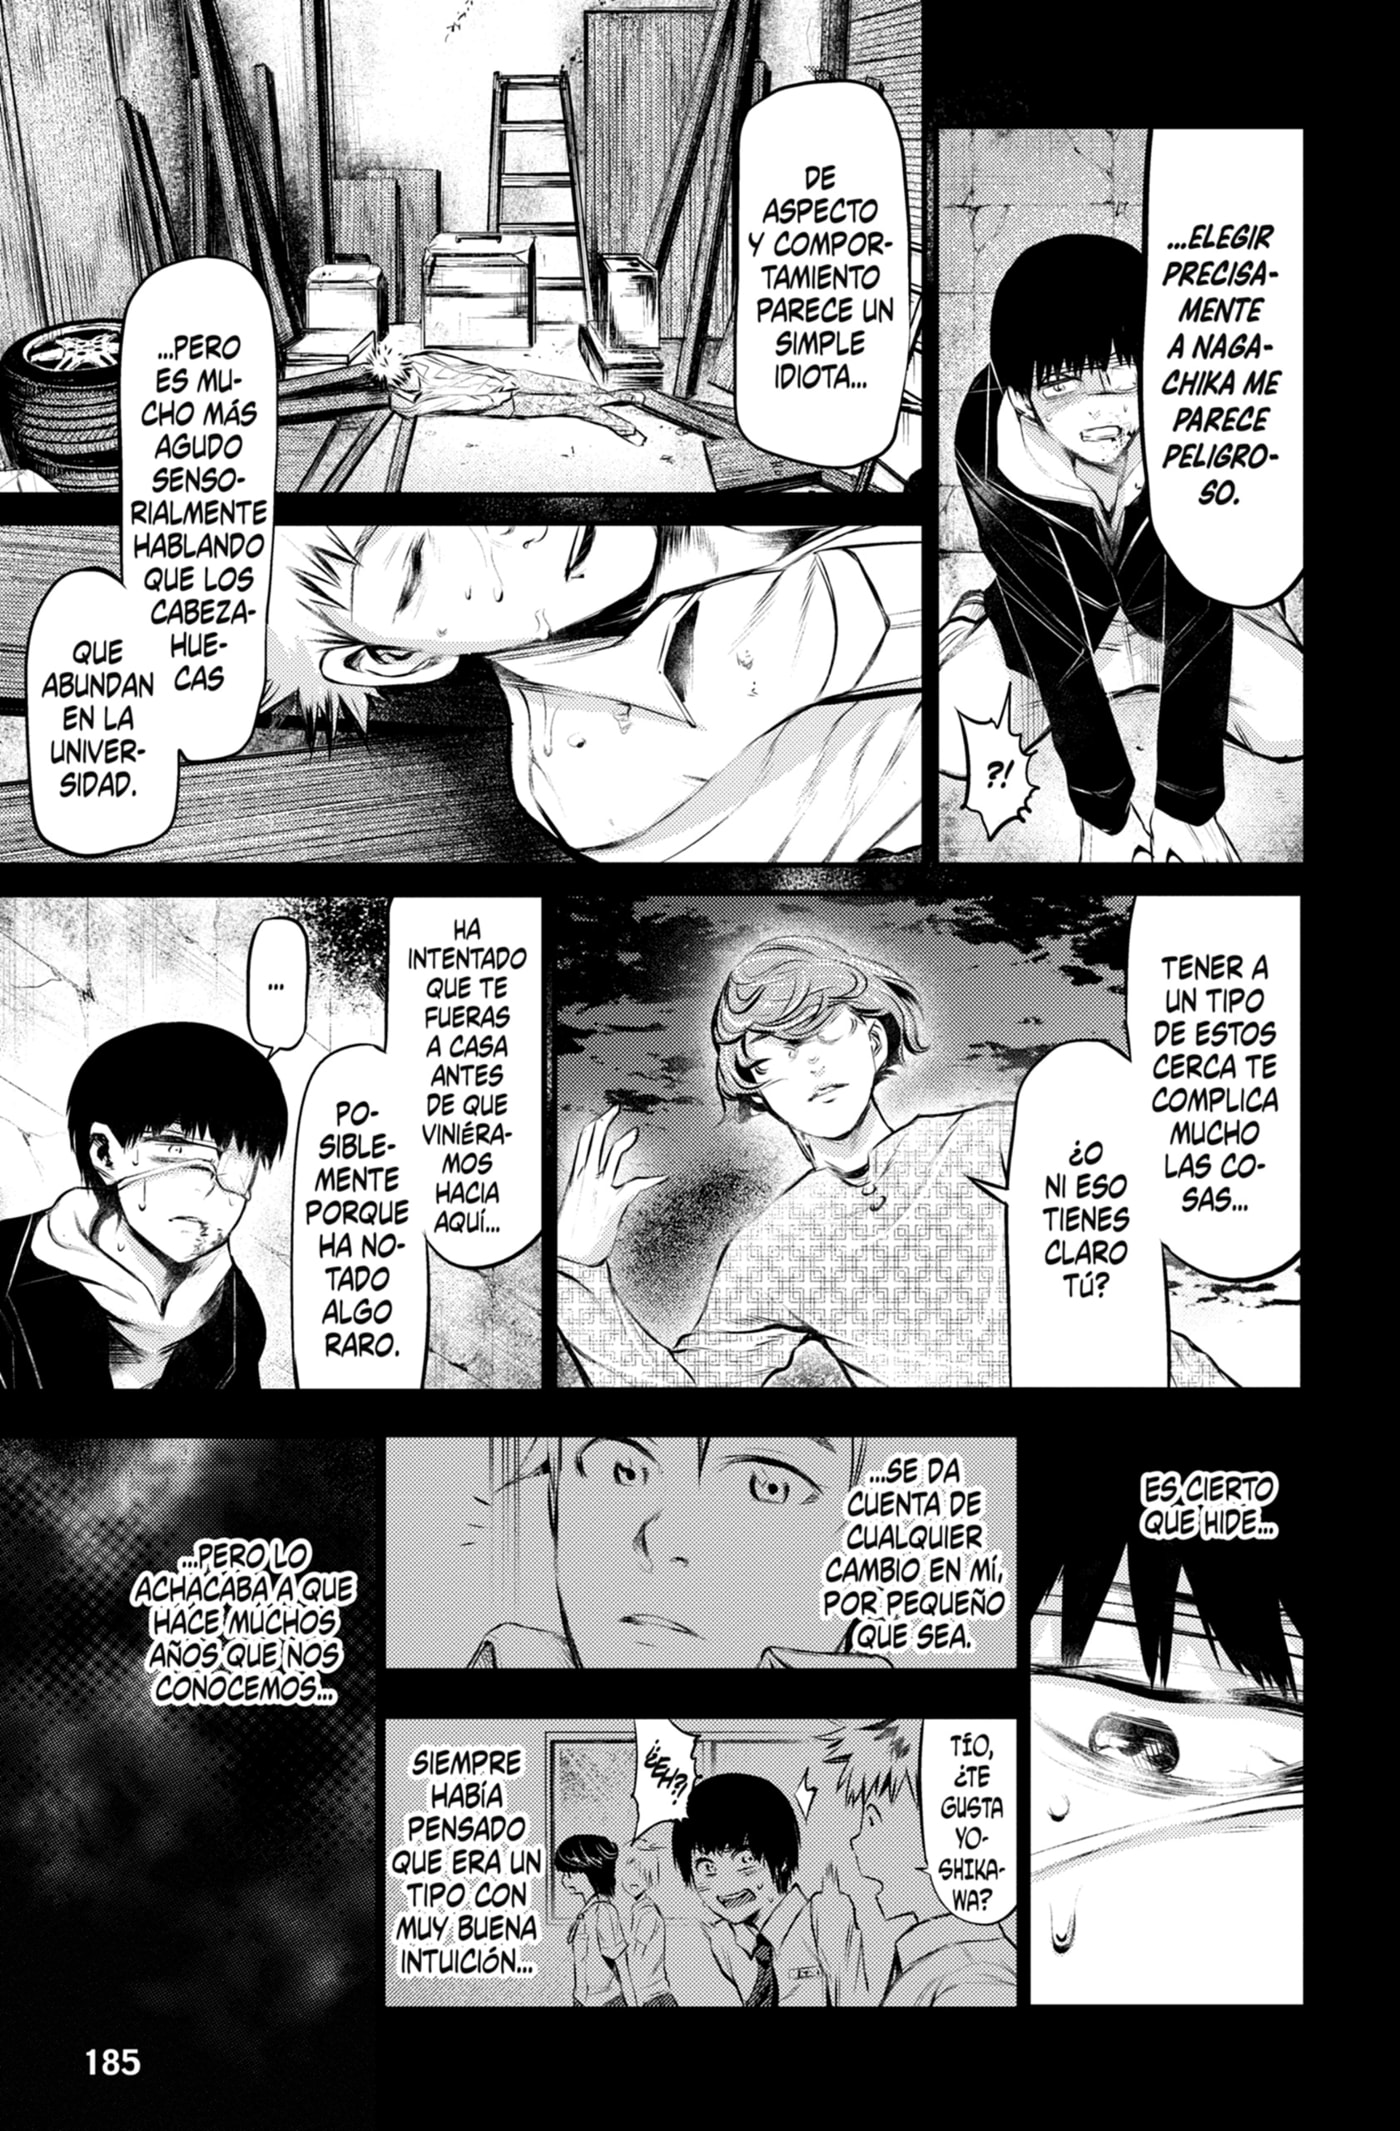 ...ELEGIR
PRECISA-
MENTE
A NAGA-
CHIKA ME
PARECE
PELIGRO-
SO.
?!
DE
ASPECTO
Y COMPOR-
TAMIENTO
PARECE UN
SIMPLE
IDIOTA...
...PERO
ES MU-
CHO MÁS
AGUDO
SENSO-
RIALMENTE
HABLANDO
QUE LOS
CABEZA-
HUE-
CAS
QUE
ABUNDAN
EN LA
UNIVER-
SIDAD.
TENER A
UN TIPO
DE ESTOS
CERCA TE
COMPLICA
MUCHO
LAS CO-
SAS...
¿O
NI ESO
TIENES
CLARO
TÚ?
HA
INTENTADO
QUE TE
FUERAS
A CASA
ANTES
DE QUE
VINIÉRA-
MOS
HACIA
AQUÍ...
PO-
SIBLE-
MENTE
PORQUE
HA NO-
TADO
ALGO
RARO.
...
ES CIERTO
QUE HIDE...
...SE DA
CUENTA DE
CUALQUIER
CAMBIO EN MÍ,
POR PEQUEÑO
QUE SEA.
TÍO,
¿TE
GUSTA
YO-
SHIKA-
WA?
¡¿EH?!
SIEMPRE
HABÍA
PENSADO
QUE ERA UN
TIPO CON
MUY BUENA
INTUICIÓN...
...PERO LO
ACHACABA A QUE
HACE MUCHOS
AÑOS QUE NOS
CONOCEMOS...
185